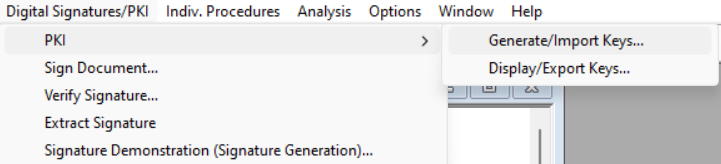 Digital Signatures/PKI Indiv. Procedures Analysis Options Window Help
PKI Generate/Import Keys...
Sign Document... Display/Export Keys...
Verify Signature...
Extract Signature
Signature Demonstration (Signature Generation)...